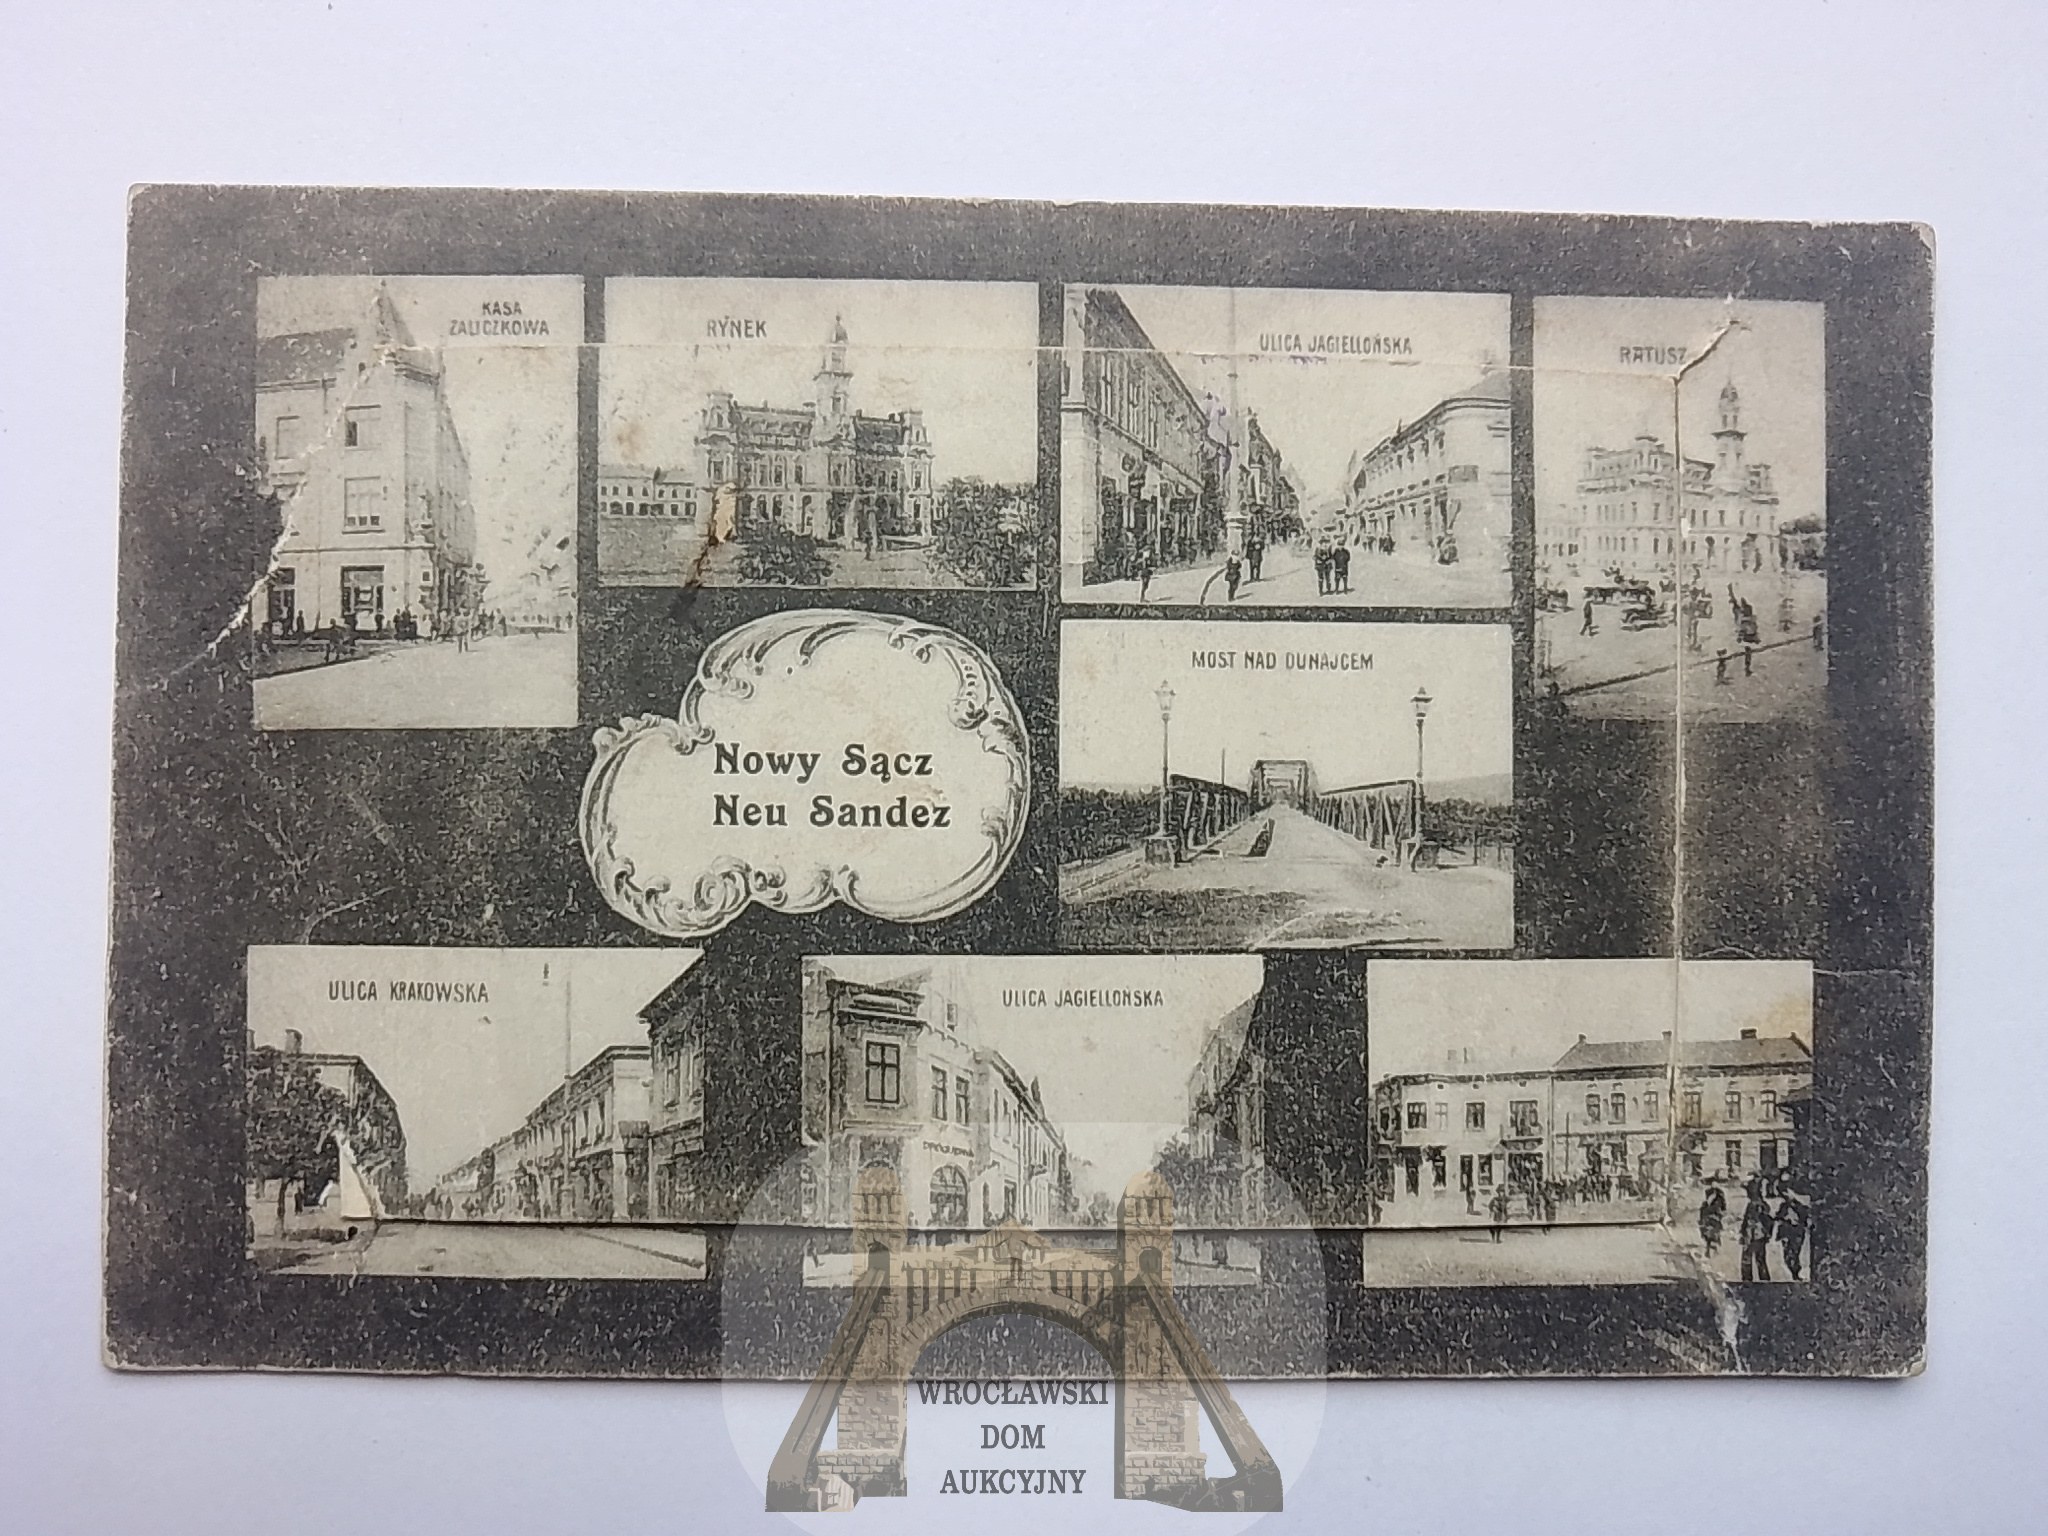 KASA
ZALICZKOWA
RYNEK
ULICA JAGIELLOŃSKA
RATUSZ
MOST NAD DUNAJCEM
Nowy Sącz
Neu Sandez
ULICA KRAKOWSKA
ULICA JAGIELLOŃSKA
WROCŁAWSKI
DOM
AUKCYJNY